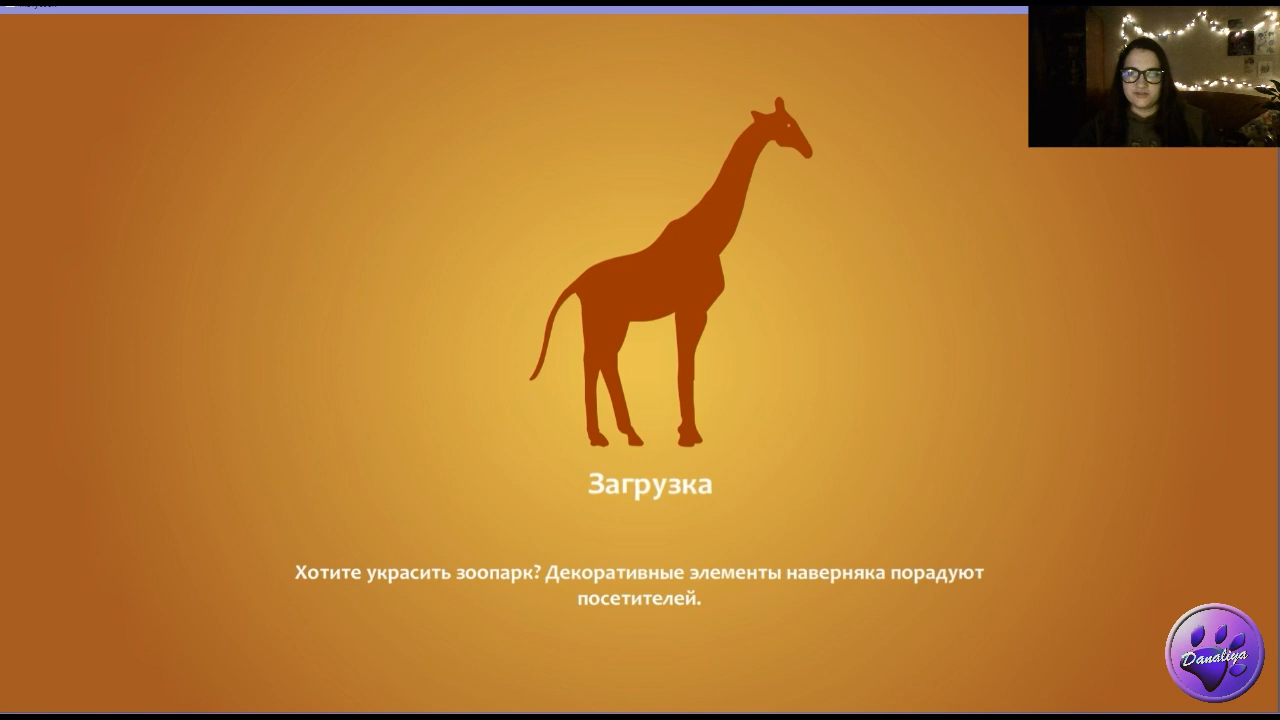 Загрузка
Хотите украсить зоопарк? Декоративные элементы наверняка порадуют
посетителей.
Danaliya